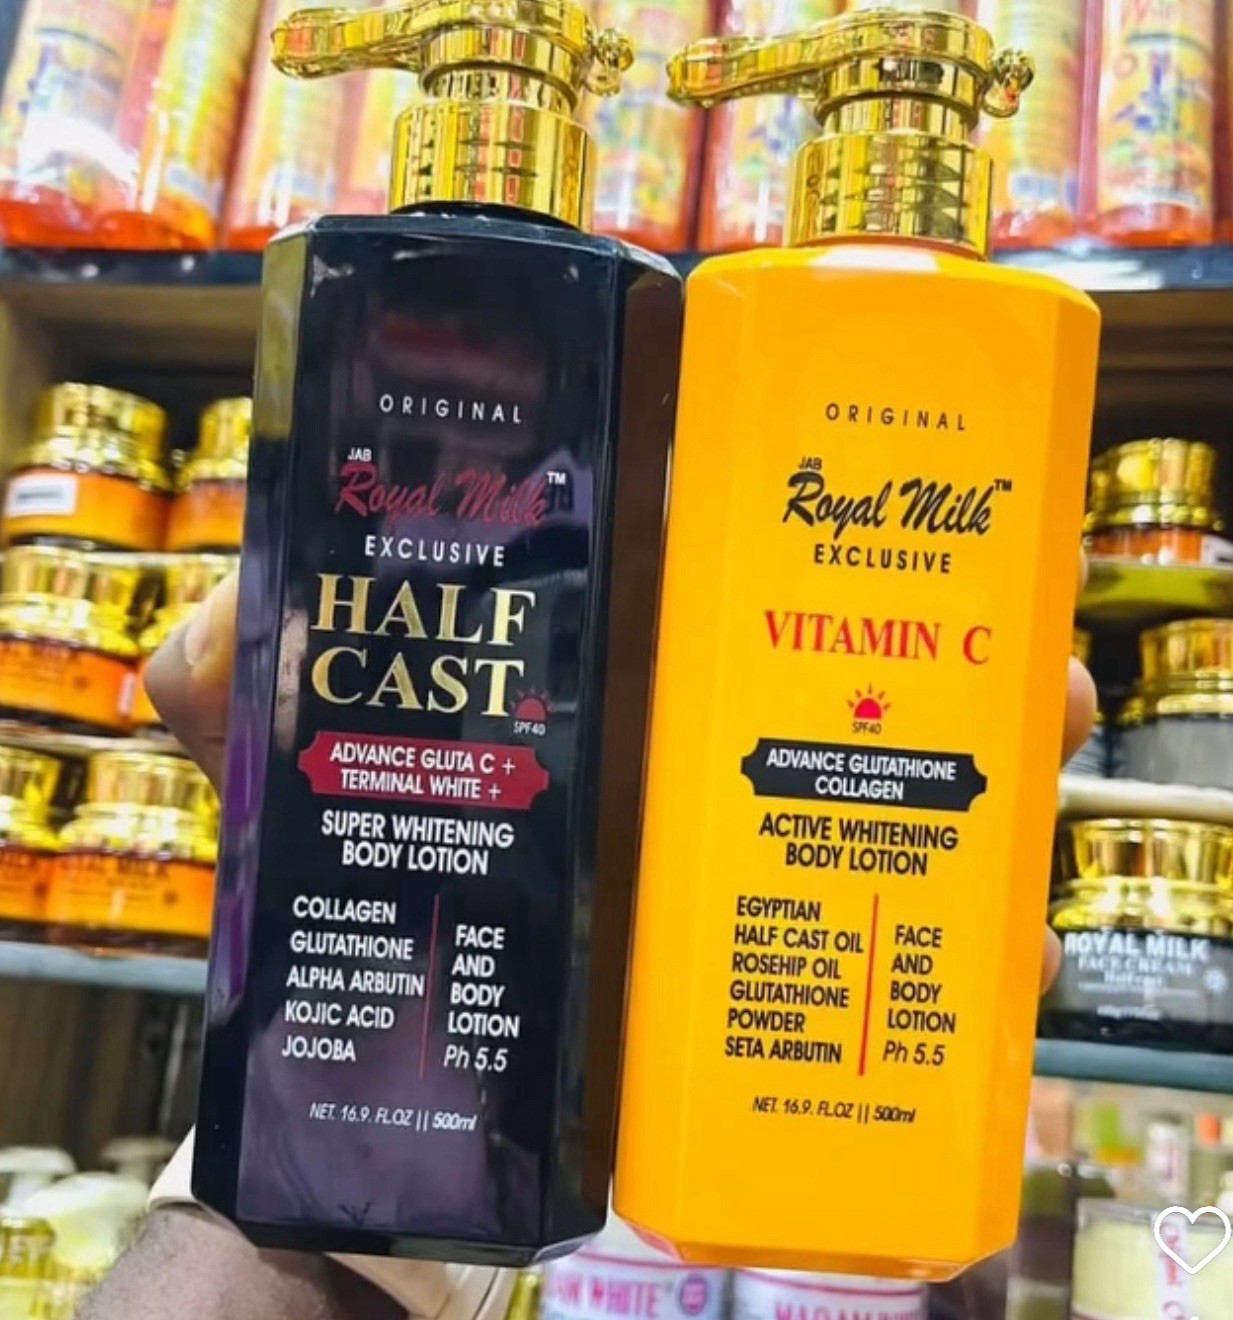 ORIGINAL
JAB
Royal Milk™
EXCLUSIVE
HALF
CAST
SPF40
ADVANCE GLUTA C +
TERMINAL WHITE +
SUPER WHITENING
BODY LOTION
COLLAGEN
GLUTATHIONE
ALPHA ARBUTIN
KOJIC ACID
JOJOBA
FACE
AND
BODY
LOTION
Ph 5.5
NET. 16.9. FL.OZ || 500ml
ORIGINAL
JAB
Royal Milk™
EXCLUSIVE
VITAMIN C
SPF40
ADVANCE GLUTATHIONE
COLLAGEN
ACTIVE WHITENING
BODY LOTION
EGYPTIAN
HALF CAST OIL
ROSEHIP OIL
GLUTATHIONE
POWDER
SETA ARBUTIN
FACE
AND
BODY
LOTION
Ph 5.5
NET. 16.9. FL.OZ || 500ml
ROYAL MILK
FACE CREAM
WHITE